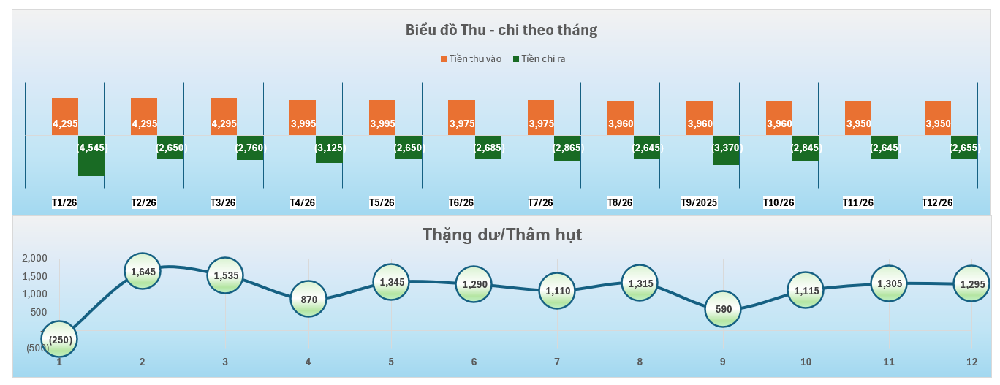 Biểu đồ Thu - chi theo tháng
Tiền thu vào Tiền chi ra
4,295 4,295 4,295 3,995 3,995 3,975 3,975 3,960 3,960 3,960 3,950 3,950
(4,545) (2,650) (2,760) (3,125) (2,650) (2,685) (2,865) (2,645) (3,370) (2,845) (2,645) (2,655)
T1/26 T2/26 T3/26 T4/26 T5/26 T6/26 T7/26 T8/26 T9/2025 T10/26 T11/26 T12/26
Thặng dư/Thâm hụt
2,000
1,500
1,000
500
-
(500)
(250) 1,645 1,535 870 1,345 1,290 1,110 1,315 590 1,115 1,305 1,295
1 2 3 4 5 6 7 8 9 10 11 12